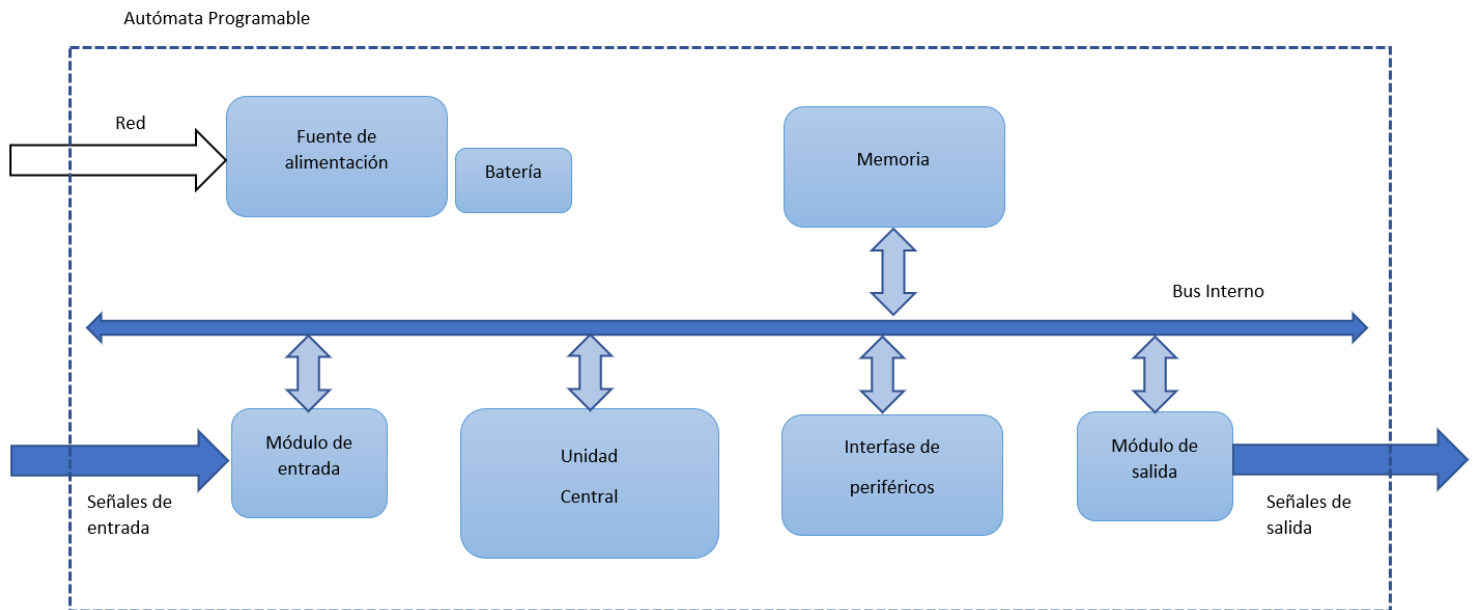 Autómata Programable
Red
Fuente de
alimentación
Batería
Memoria
Bus Interno
Módulo de
entrada
Unidad
Central
Interfase de
periféricos
Módulo de
salida
Señales de
entrada
Señales de
salida